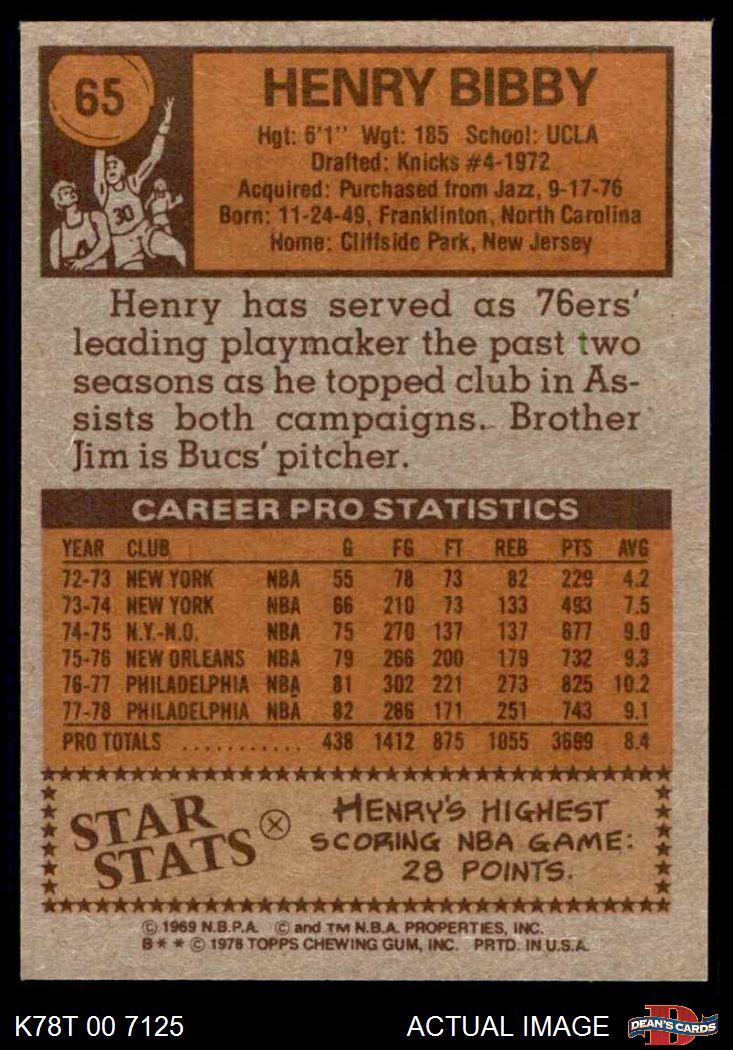 65
HENRY BIBBY
Hgt: 6'1" Wgt: 185 School: UCLA
Drafted: Knicks #4-1972
Acquired: Purchased from Jazz, 9-17-76
Born: 11-24-49, Franklinton, North Carolina
Home: Cliffside Park, New Jersey
30
Henry has served as 76ers'
leading playmaker the past two
seasons as he topped club in As-
sists both campaigns. Brother
Jim is Bucs' pitcher.
CAREER PRO STATISTICS
YEAR CLUB G FG FT REB PTS AVG
72-73 NEW YORK NBA 55 78 73 82 229 4.2
73-74 NEW YORK NBA 66 210 73 133 493 7.5
74-75 N.Y.-N.O. NBA 75 270 137 137 677 9.0
75-76 NEW ORLEANS NBA 79 266 200 179 732 9.3
76-77 PHILADELPHIA NBA 81 302 221 273 825 10.2
77-78 PHILADELPHIA NBA 82 286 171 251 743 9.1
PRO TOTALS ........... 438 1412 875 1055 3699 8.4
STAR STATS
HENRY'S HIGHEST
SCORING NBA GAME:
28 POINTS.
© 1969 N.B.P.A. © and TM N.B.A. PROPERTIES, INC.
B* * © 1978 TOPPS CHEWING GUM, INC. PRTD. IN U.S.A.
K78T 00 7125 ACTUAL IMAGE DEAN'S CARDS